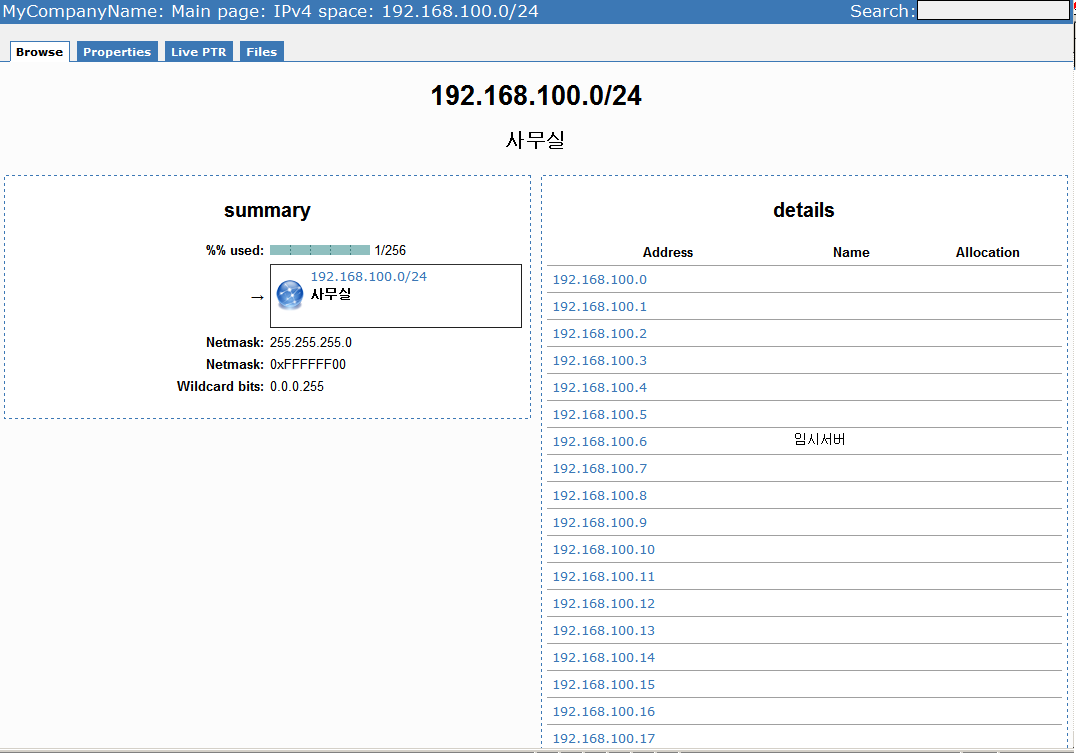 MyCompanyName: Main page: IPv4 space: 192.168.100.0/24 Search:
Browse Properties Live PTR Files
192.168.100.0/24
사무실
summary
%% used: 1/256
→ 192.168.100.0/24
사무실
Netmask: 255.255.255.0
Netmask: 0xFFFFFF00
Wildcard bits: 0.0.0.255
details
Address Name Allocation
192.168.100.0
192.168.100.1
192.168.100.2
192.168.100.3
192.168.100.4
192.168.100.5
192.168.100.6 임시서버
192.168.100.7
192.168.100.8
192.168.100.9
192.168.100.10
192.168.100.11
192.168.100.12
192.168.100.13
192.168.100.14
192.168.100.15
192.168.100.16
192.168.100.17